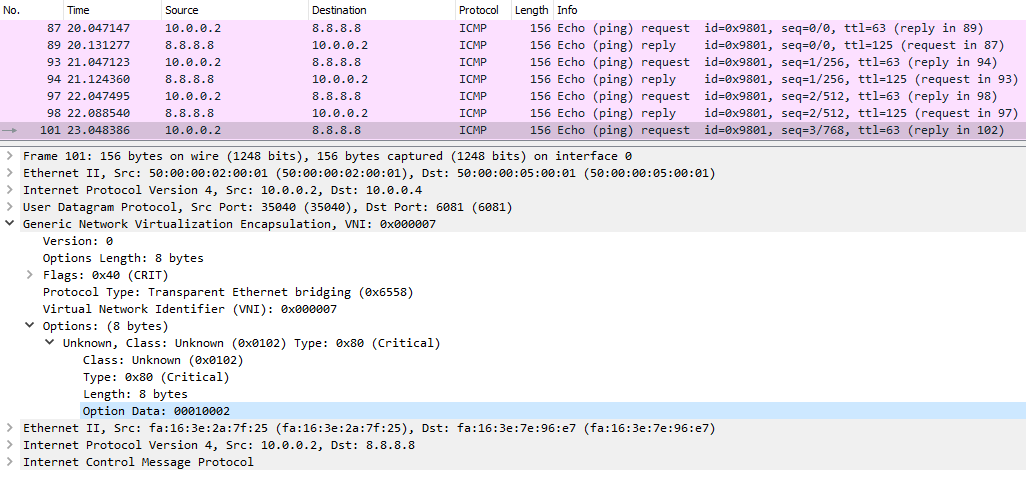 No. Time Source Destination Protocol Length Info
87 20.047147 10.0.0.2 8.8.8.8 ICMP 156 Echo (ping) request id=0x9801, seq=0/0, ttl=63 (reply in 89)
89 20.131277 8.8.8.8 10.0.0.2 ICMP 156 Echo (ping) reply id=0x9801, seq=0/0, ttl=125 (request in 87)
93 21.047123 10.0.0.2 8.8.8.8 ICMP 156 Echo (ping) request id=0x9801, seq=1/256, ttl=63 (reply in 94)
94 21.124360 8.8.8.8 10.0.0.2 ICMP 156 Echo (ping) reply id=0x9801, seq=1/256, ttl=125 (request in 93)
97 22.047495 10.0.0.2 8.8.8.8 ICMP 156 Echo (ping) request id=0x9801, seq=2/512, ttl=63 (reply in 98)
98 22.088540 8.8.8.8 10.0.0.2 ICMP 156 Echo (ping) reply id=0x9801, seq=2/512, ttl=125 (request in 97)
101 23.048386 10.0.0.2 8.8.8.8 ICMP 156 Echo (ping) request id=0x9801, seq=3/768, ttl=63 (reply in 102)
Frame 101: 156 bytes on wire (1248 bits), 156 bytes captured (1248 bits) on interface 0
Ethernet II, Src: 50:00:00:02:00:01 (50:00:00:02:00:01), Dst: 50:00:00:05:00:01 (50:00:00:05:00:01)
Internet Protocol Version 4, Src: 10.0.0.2, Dst: 10.0.0.4
User Datagram Protocol, Src Port: 35040 (35040), Dst Port: 6081 (6081)
Generic Network Virtualization Encapsulation, VNI: 0x000007
Version: 0
Options Length: 8 bytes
Flags: 0x40 (CRIT)
Protocol Type: Transparent Ethernet bridging (0x6558)
Virtual Network Identifier (VNI): 0x000007
Options: (8 bytes)
Unknown, Class: Unknown (0x0102) Type: 0x80 (Critical)
Class: Unknown (0x0102)
Type: 0x80 (Critical)
Length: 8 bytes
Option Data: 00010002
Ethernet II, Src: fa:16:3e:2a:7f:25 (fa:16:3e:2a:7f:25), Dst: fa:16:3e:7e:96:e7 (fa:16:3e:7e:96:e7)
Internet Protocol Version 4, Src: 10.0.0.2, Dst: 8.8.8.8
Internet Control Message Protocol